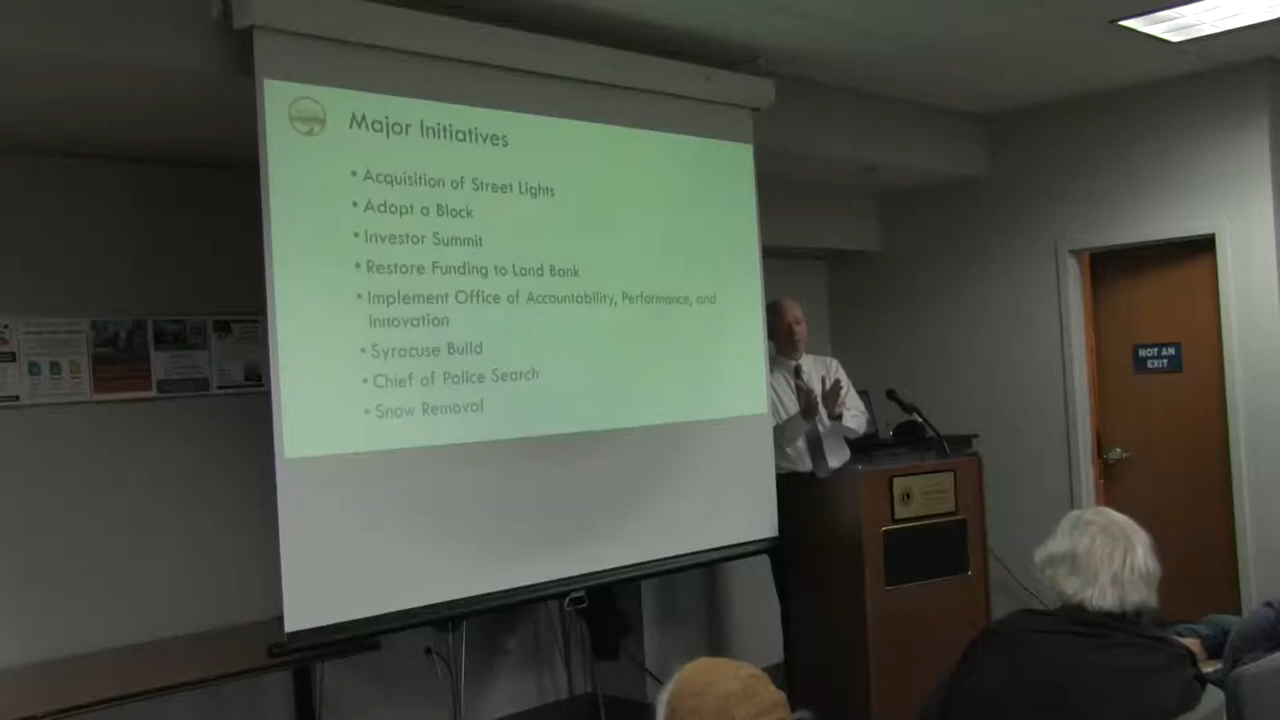 Major Initiatives
• Acquisition of Street Lights
• Adopt a Block
• Investor Summit
• Restore Funding to Land Bank
• Implement Office of Accountability, Performance, and
Innovation
• Syracuse Build
• Chief of Police Search
• Snow Removal
NOT AN
EXIT